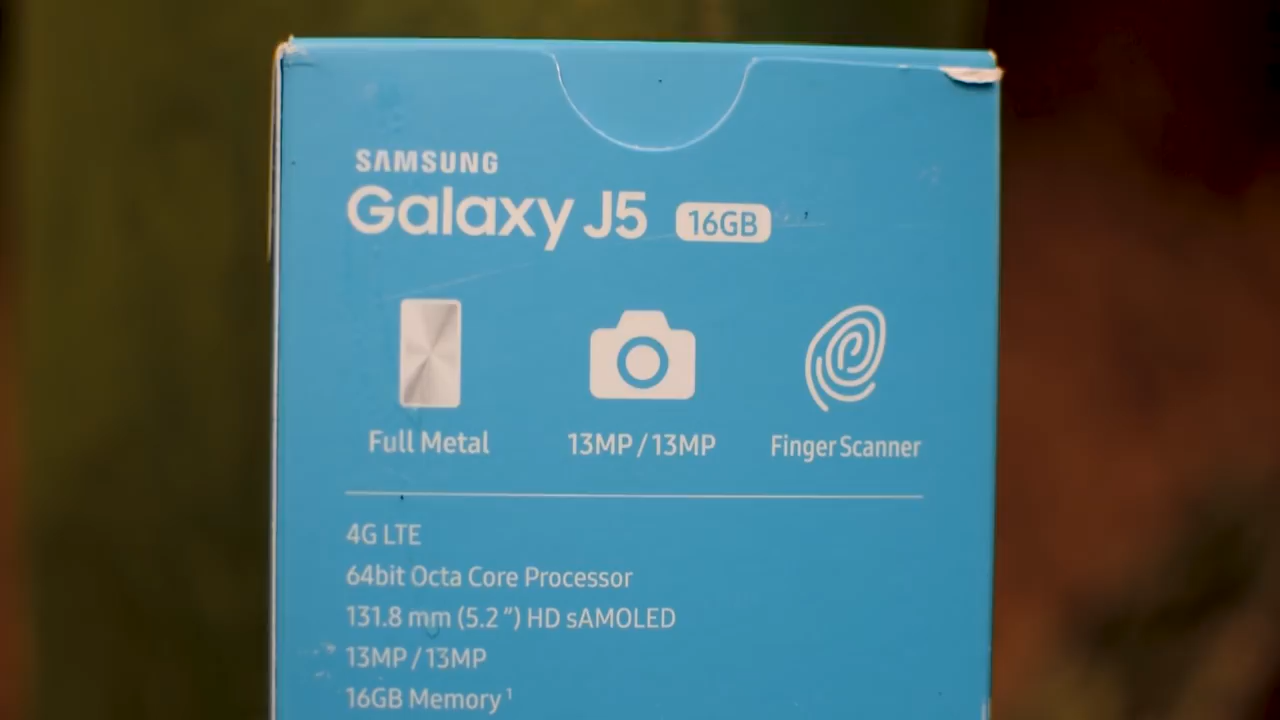 SAMSUNG
Galaxy J5 16GB
Full Metal 13MP / 13MP Finger Scanner
4G LTE
64bit Octa Core Processor
131.8 mm (5.2 ") HD sAMOLED
13MP / 13MP
16GB Memory ¹